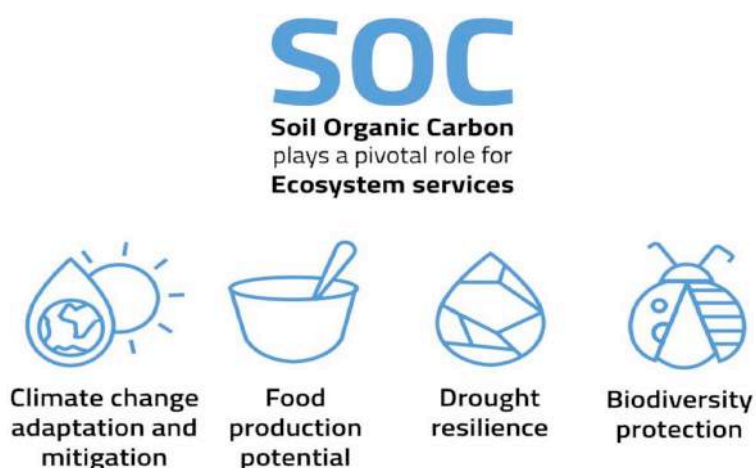 SOC
Soil Organic Carbon
plays a pivotal role for
Ecosystem services
Climate change
adaptation and
mitigation
Food
production
potential
Drought
resilience
Biodiversity
protection